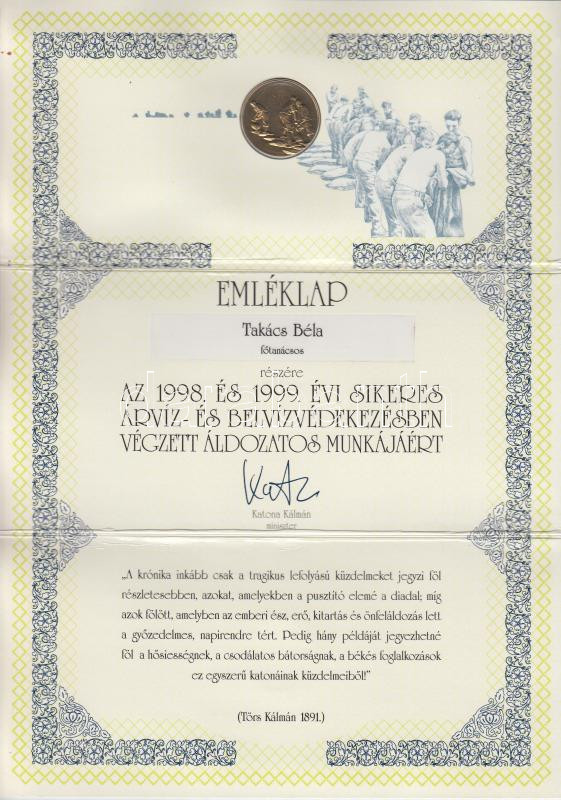 EMLÉKLAP
Takács Béla
főtanácsos
részére
AZ 1998. ÉS 1999. ÉVI SIKERES
ÁRVÍZ- ÉS BELVÍZVÉDEKEZÉSBEN
VÉGZETT ÁLDOZATOS MUNKÁJÁÉRT
Katona Kálmán
miniszter
„A krónika inkább csak a tragikus lefolyású küzdelmeket jegyzi föl
részletesebben, azokat, amelyekben a pusztító elemé a diadal; míg
azok fölött, amelyben az emberi ész, erő, kitartás és önfeláldozás lett
a győzedelmes, napirendre tért. Pedig hány példáját jegyezhetné
föl a hősiességnek, a csodálatos bátorságnak, a békés foglalkozások
ez egyszerű katonáinak küzdelmeiből!"
(Törs Kálmán 1891.)